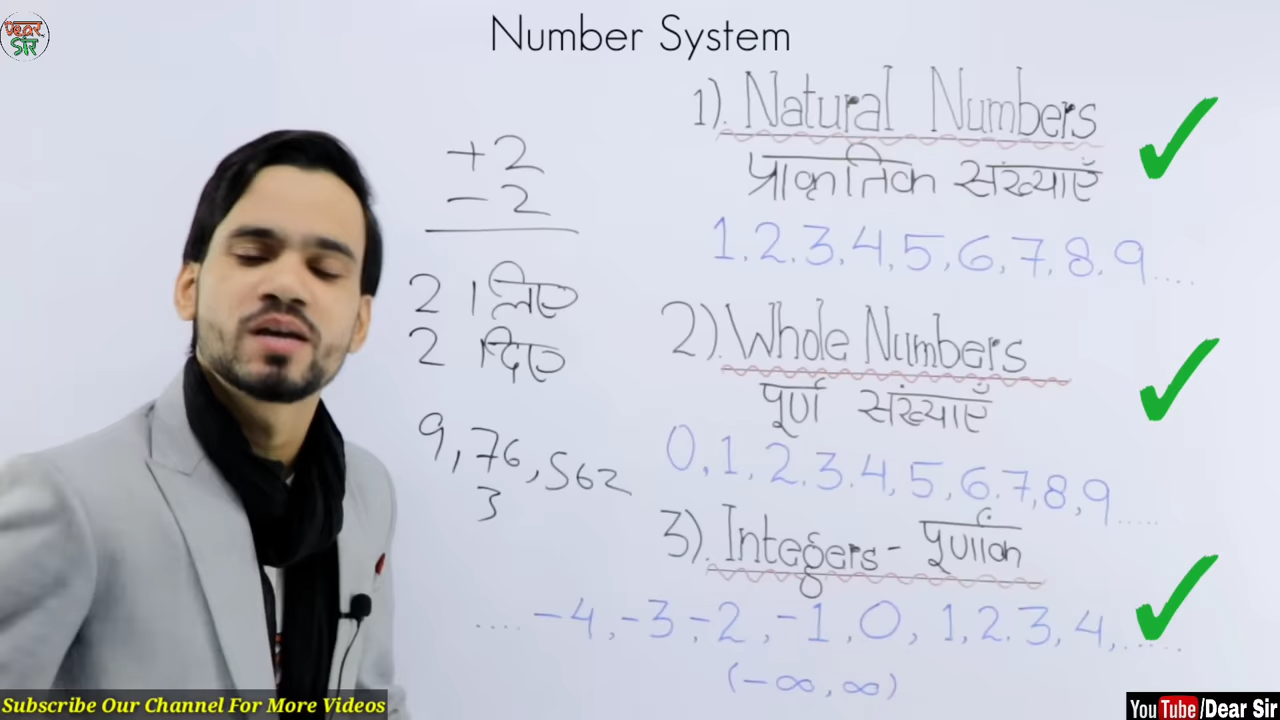 Dear Sir
Number System
+2
-2
2 लिए
2 दिए
9, 76, 562
3
1). Natural Numbers
प्राकृतिक संख्याएँ
1, 2, 3, 4, 5, 6, 7, 8, 9....
2). Whole Numbers
पूर्ण संख्याएँ
0, 1, 2, 3, 4, 5, 6, 7, 8, 9.....
3). Integers - पूर्णांक
.... -4, -3, -2, -1, 0, 1, 2, 3, 4, ......
(-∞, ∞)
Subscribe Our Channel For More Videos
YouTube/Dear Sir